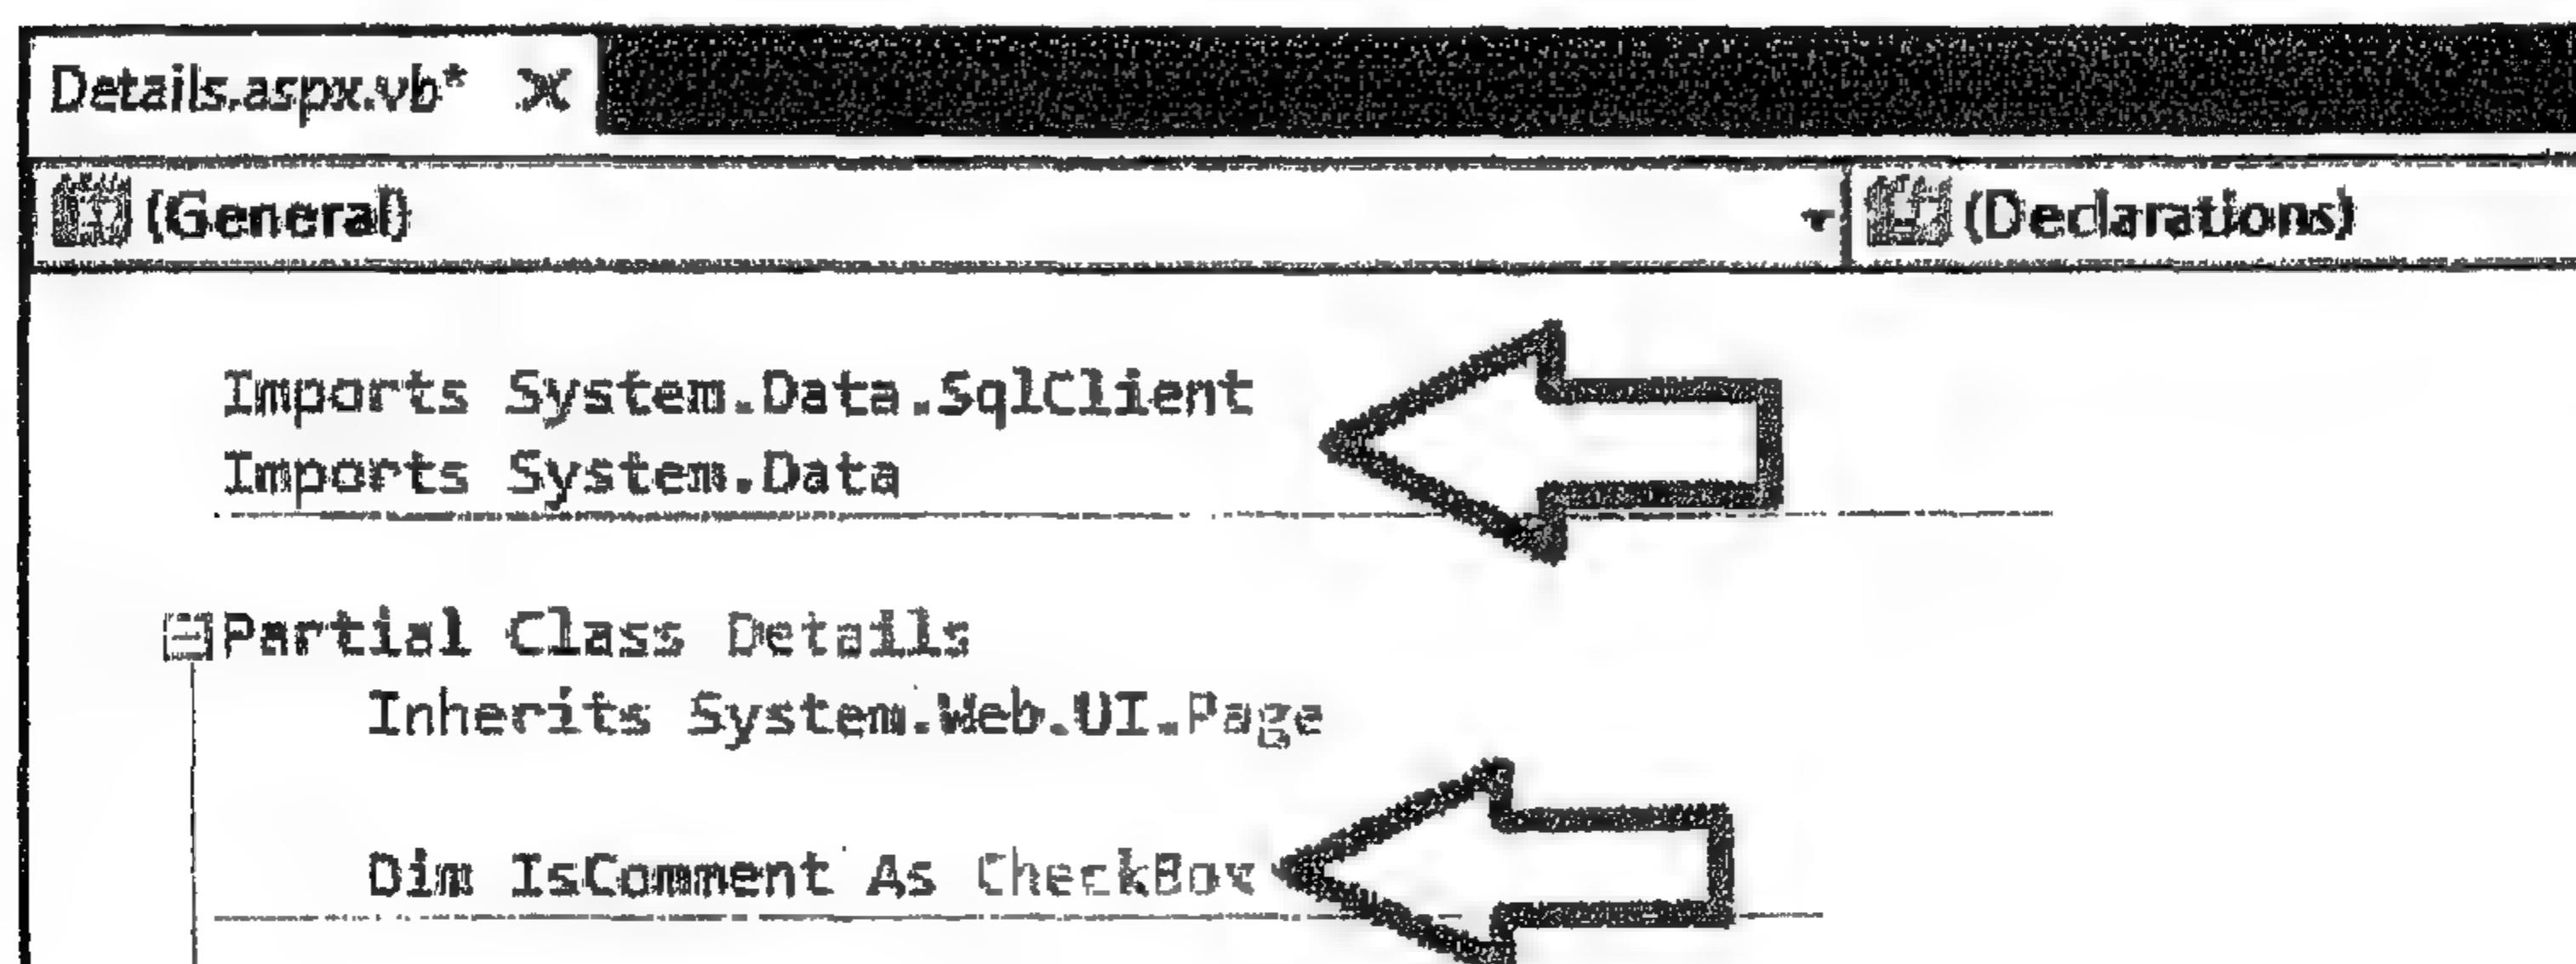 Details.aspx.vb* X
(General) (Declarations)
Imports System.Data.SqlClient
Imports System.Data
Partial Class Details
Inherits System.Web.UI.Page
Dim IsComment As CheckBox